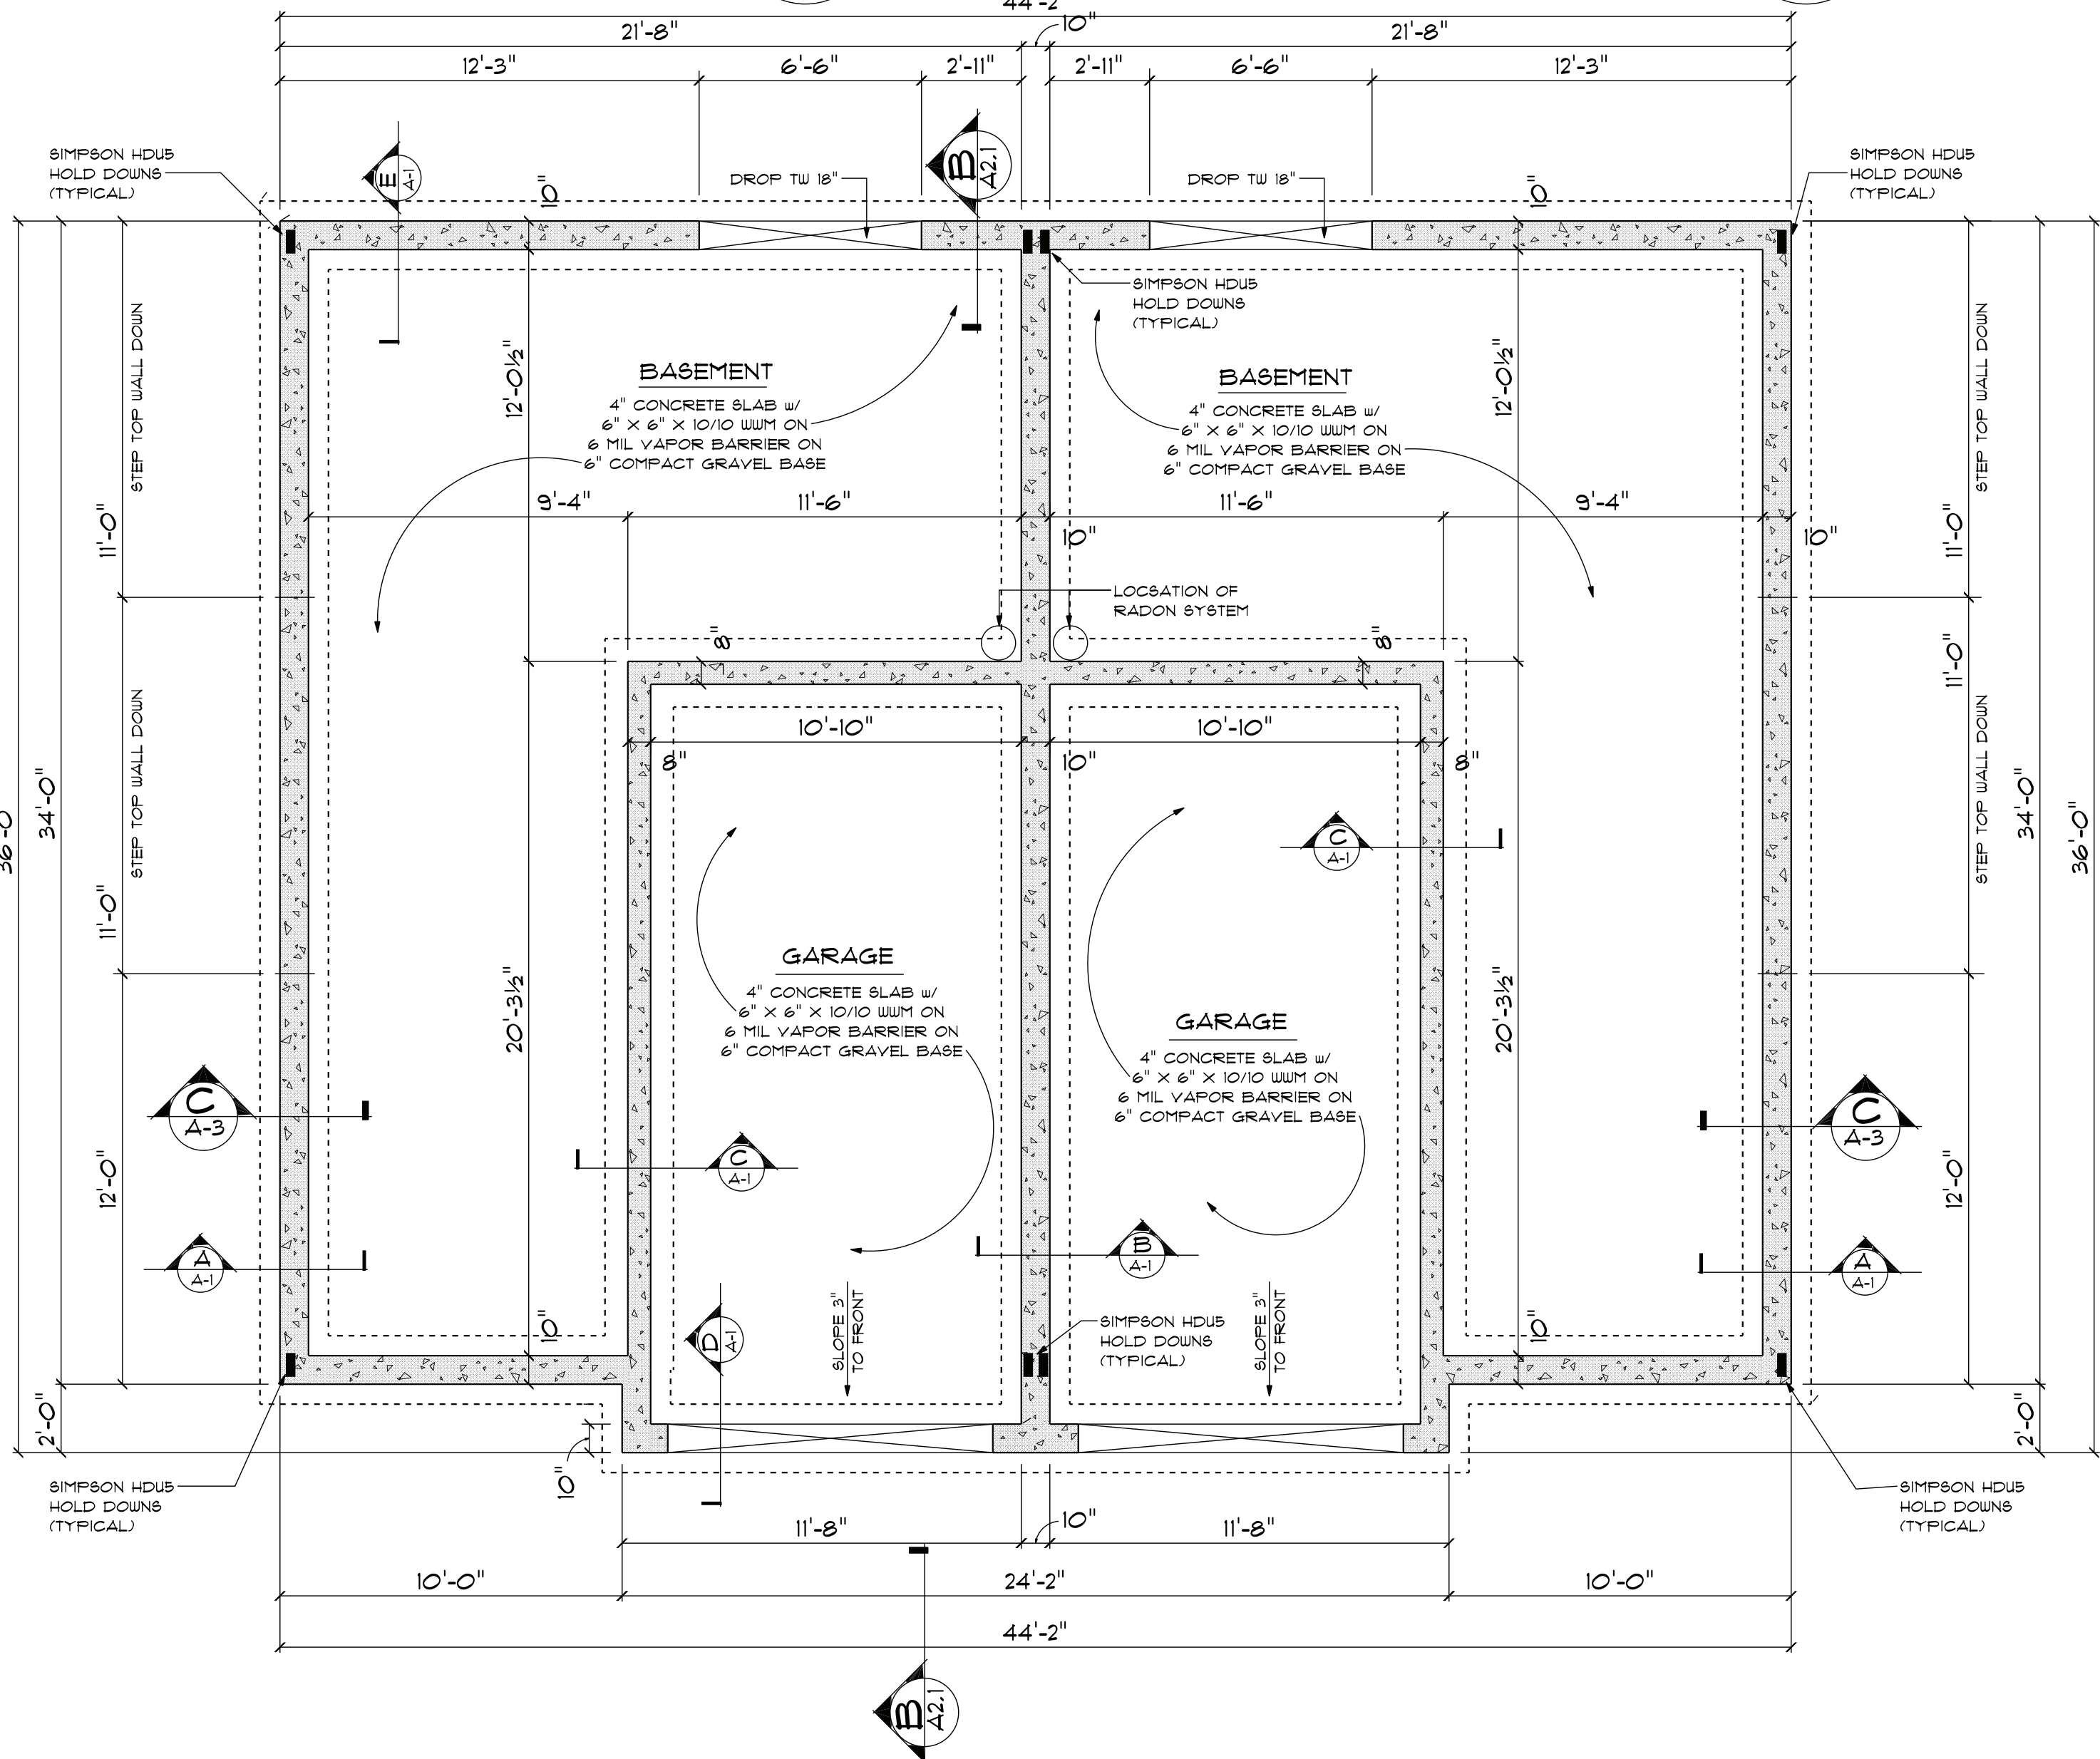 44'-2"
21'-8"
10"
21'-8"
12'-3"
6'-6"
2'-11"
2'-11"
6'-6"
12'-3"
SIMPSON HDU5
HOLD DOWNS
(TYPICAL)
E
A-1
10"
DROP TW 18"
B
A2.1
DROP TW 18"
10"
SIMPSON HDU5
HOLD DOWNS
(TYPICAL)
SIMPSON HDU5
HOLD DOWNS
(TYPICAL)
STEP TOP WALL DOWN
12'-0½"
BASEMENT
4" CONCRETE SLAB w/
6" X 6" X 10/10 WWM ON
6 MIL VAPOR BARRIER ON
6" COMPACT GRAVEL BASE
BASEMENT
4" CONCRETE SLAB w/
6" X 6" X 10/10 WWM ON
6 MIL VAPOR BARRIER ON
6" COMPACT GRAVEL BASE
12'-0½"
STEP TOP WALL DOWN
11'-0"
9'-4"
11'-6"
10"
11'-6"
9'-4"
10"
11'-0"
LOCSATION OF
RADON SYSTEM
8"
8"
11'-0"
STEP TOP WALL DOWN
STEP TOP WALL DOWN
10'-10"
10'-10"
8"
10"
8"
36'-0
34'-0"
34'-0"
36'-0"
C
A-1
11'-0"
GARAGE
4" CONCRETE SLAB w/
6" X 6" X 10/10 WWM ON
6 MIL VAPOR BARRIER ON
6" COMPACT GRAVEL BASE
20'-3½"
GARAGE
4" CONCRETE SLAB w/
6" X 6" X 10/10 WWM ON
6 MIL VAPOR BARRIER ON
6" COMPACT GRAVEL BASE
20'-3½"
C
A-3
C
A-3
12'-0"
C
A-1
12'-0"
A
A-1
B
A-1
A
A-1
10"
D
A-1
SLOPE 3"
TO FRONT
SIMPSON HDU5
HOLD DOWNS
(TYPICAL)
SLOPE 3"
TO FRONT
10"
2'-0"
2'-0"
10"
SIMPSON HDU5
HOLD DOWNS
(TYPICAL)
SIMPSON HDU5
HOLD DOWNS
(TYPICAL)
11'-8"
10"
11'-8"
10'-0"
24'-2"
10'-0"
44'-2"
B
A2.1